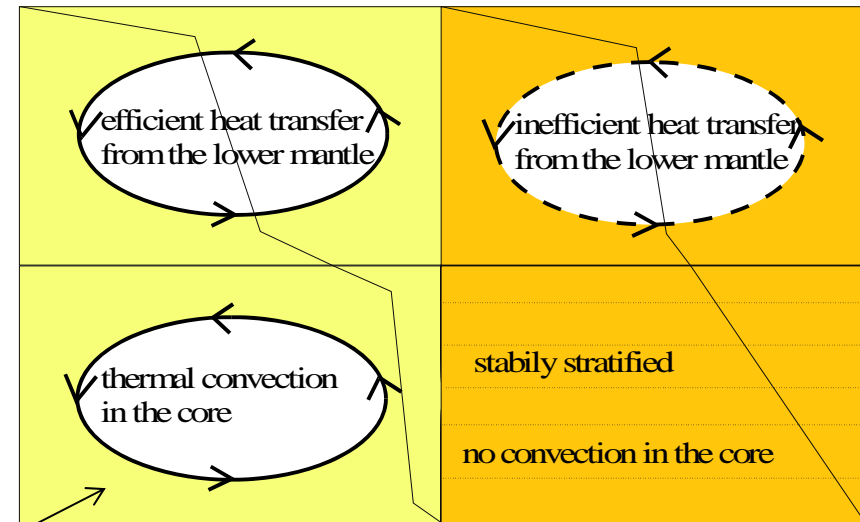 efficient heat transfer
from the lower mantle
inefficient heat transfer
from the lower mantle
thermal convection
in the core
stabily stratified
no convection in the core